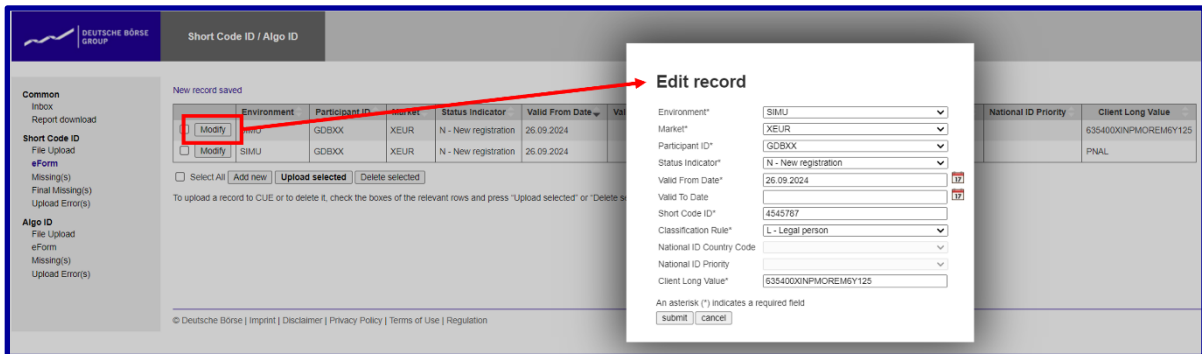 DEUTSCHE BÖRSE
GROUP
Short Code ID / Algo ID
Common
Inbox
Report download
Short Code ID
File Upload
eForm
Missing(s)
Final Missing(s)
Upload Error(s)
Algo ID
File Upload
eForm
Missing(s)
Upload Error(s)
New record saved
Environment Participant ID Market Status Indicator Valid From Date National ID Priority Client Long Value
Modify SIMU GDBXX XEUR N - New registration 26.09.2024 635400XINPMOREM6Y125
Modify SIMU GDBXX XEUR N - New registration 26.09.2024 PNAL
Select All Add new Upload selected Delete selected
To upload a record to CUE or to delete it, check the boxes of the relevant rows and press "Upload selected" or "Delete
© Deutsche Börse | Imprint | Disclaimer | Privacy Policy | Terms of Use | Regulation
Edit record
Environment* SIMU
Market* XEUR
Participant ID* GDBXX
Status Indicator* N - New registration
Valid From Date* 26.09.2024 17
Valid To Date 17
Short Code ID* 4545787
Classification Rule* L - Legal person
National ID Country Code
National ID Priority
Client Long Value* 635400XINPMOREM6Y125
An asterisk (*) indicates a required field
submit cancel